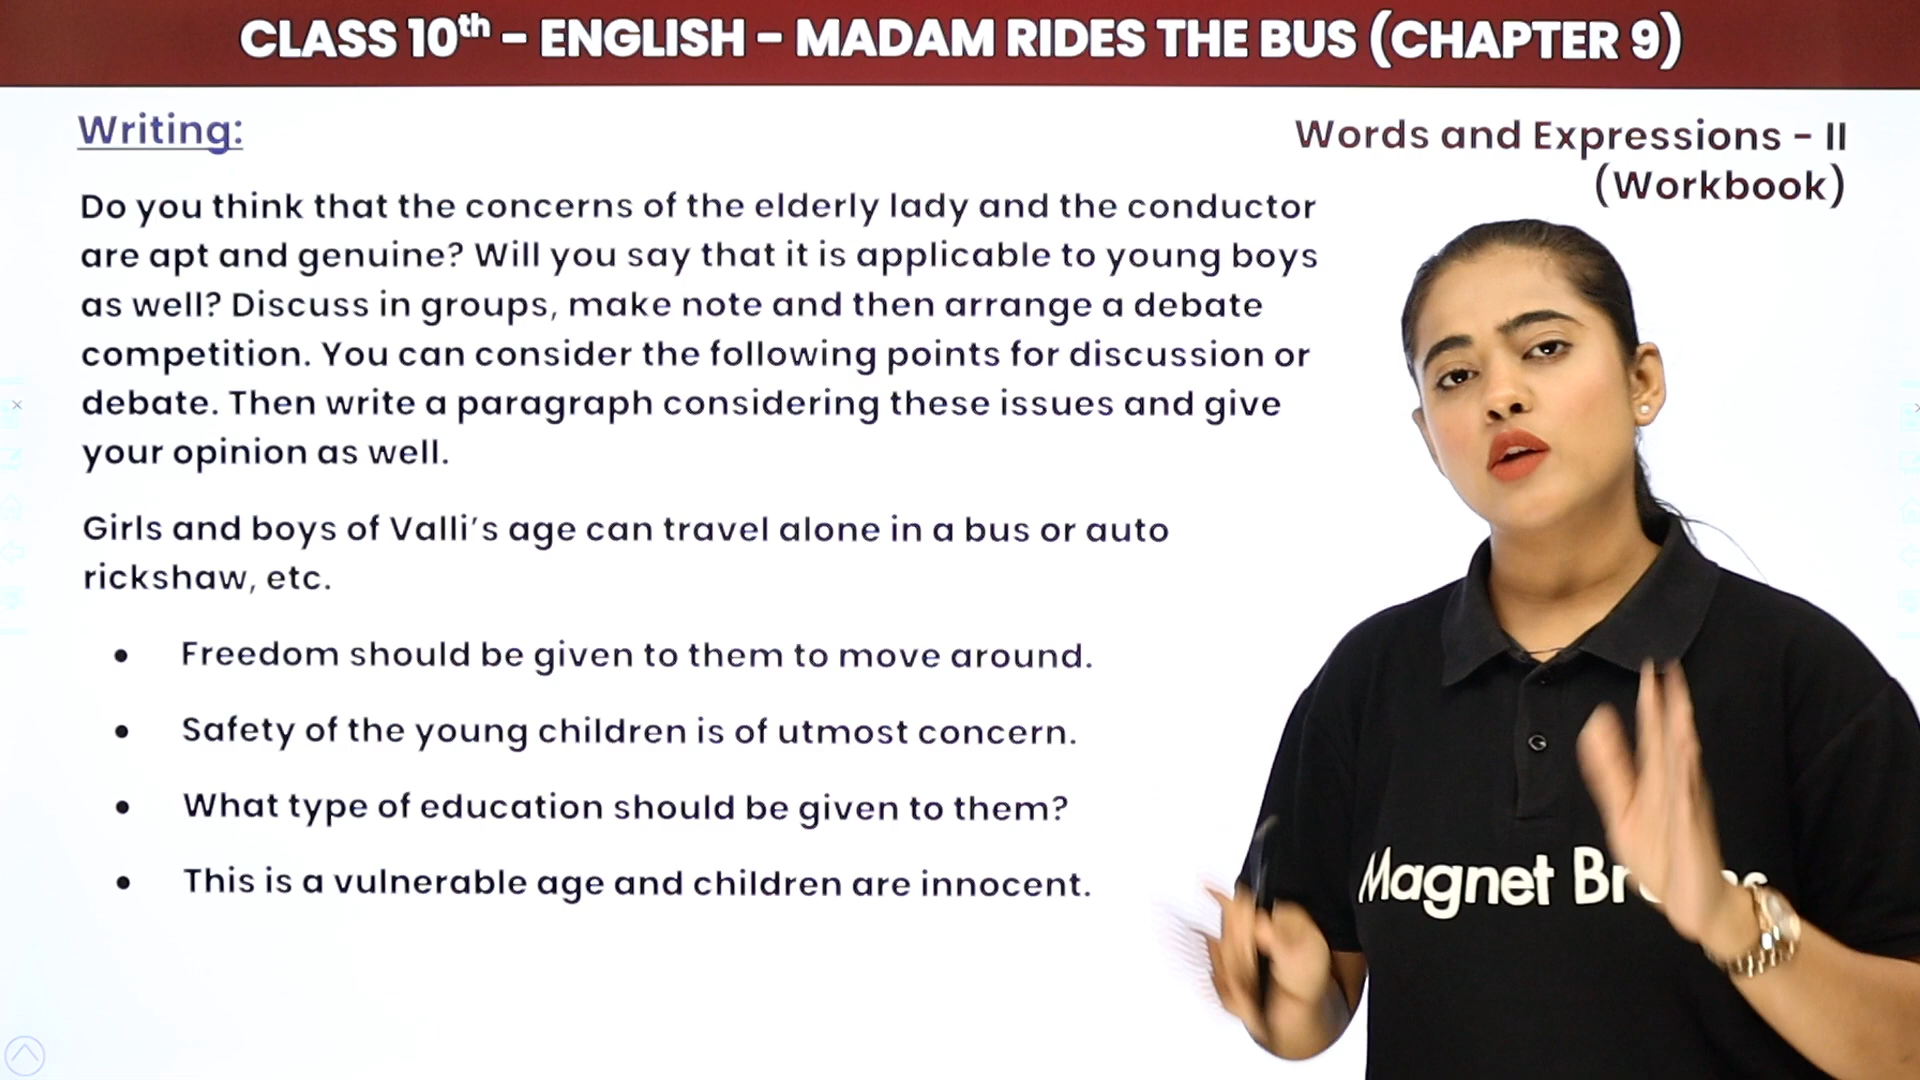 CLASS 10th - ENGLISH - MADAM RIDES THE BUS (CHAPTER 9)
Writing:
Words and Expressions - II
(Workbook)
Do you think that the concerns of the elderly lady and the conductor
are apt and genuine? Will you say that it is applicable to young boys
as well? Discuss in groups, make note and then arrange a debate
competition. You can consider the following points for discussion or
debate. Then write a paragraph considering these issues and give
your opinion as well.
Girls and boys of Valli's age can travel alone in a bus or auto
rickshaw, etc.
• Freedom should be given to them to move around.
• Safety of the young children is of utmost concern.
• What type of education should be given to them?
• This is a vulnerable age and children are innocent.
Magnet